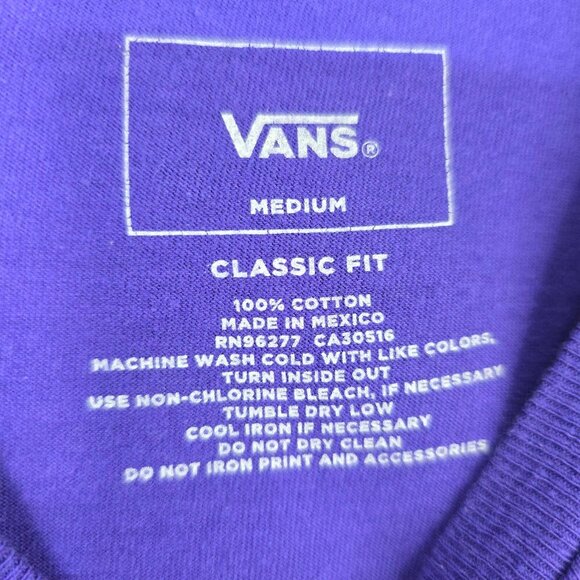 VANS®
MEDIUM
CLASSIC FIT
100% COTTON
MADE IN MEXICO
RN96277 CA30516
MACHINE WASH COLD WITH LIKE COLORS,
TURN INSIDE OUT
USE NON-CHLORINE BLEACH, IF NECESSARY
TUMBLE DRY LOW
COOL IRON IF NECESSARY
DO NOT DRY CLEAN
DO NOT IRON PRINT AND ACCESSORIES